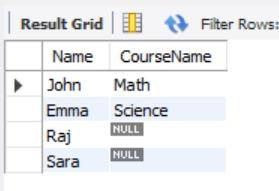 Result Grid Filter Rows:
Name CourseName
John Math
Emma Science
Raj NULL
Sara NULL